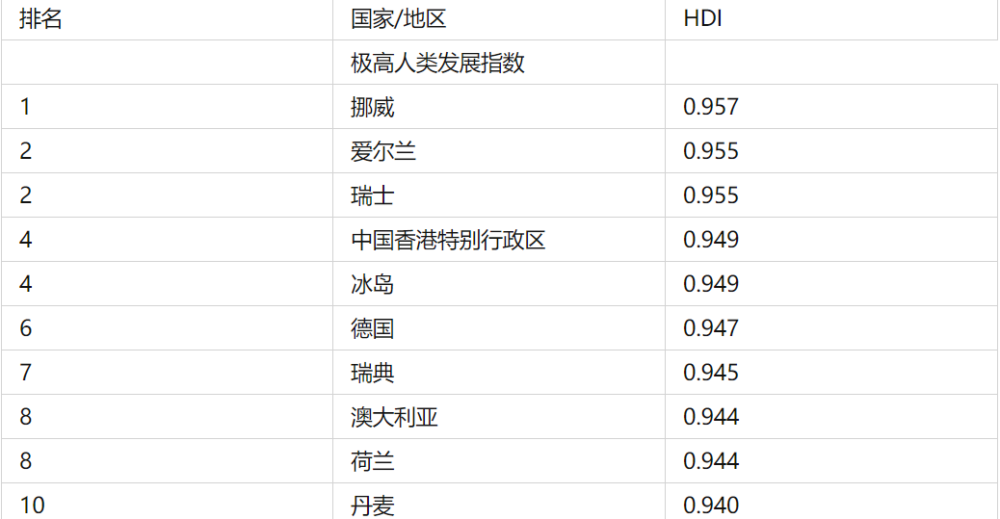 排名 国家/地区 HDI
极高人类发展指数
1 挪威 0.957
2 爱尔兰 0.955
2 瑞士 0.955
4 中国香港特别行政区 0.949
4 冰岛 0.949
6 德国 0.947
7 瑞典 0.945
8 澳大利亚 0.944
8 荷兰 0.944
10 丹麦 0.940